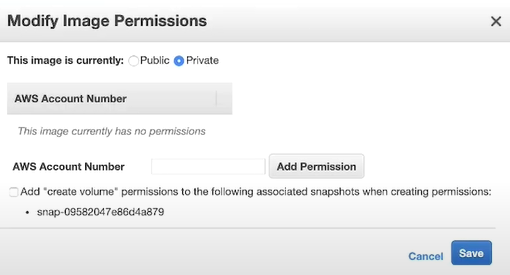 Modify Image Permissions
This image is currently: Public Private
AWS Account Number
This image currently has no permissions
AWS Account Number Add Permission
Add "create volume" permissions to the following associated snapshots when creating permissions:
• snap-09582047e86d4a879
Cancel Save